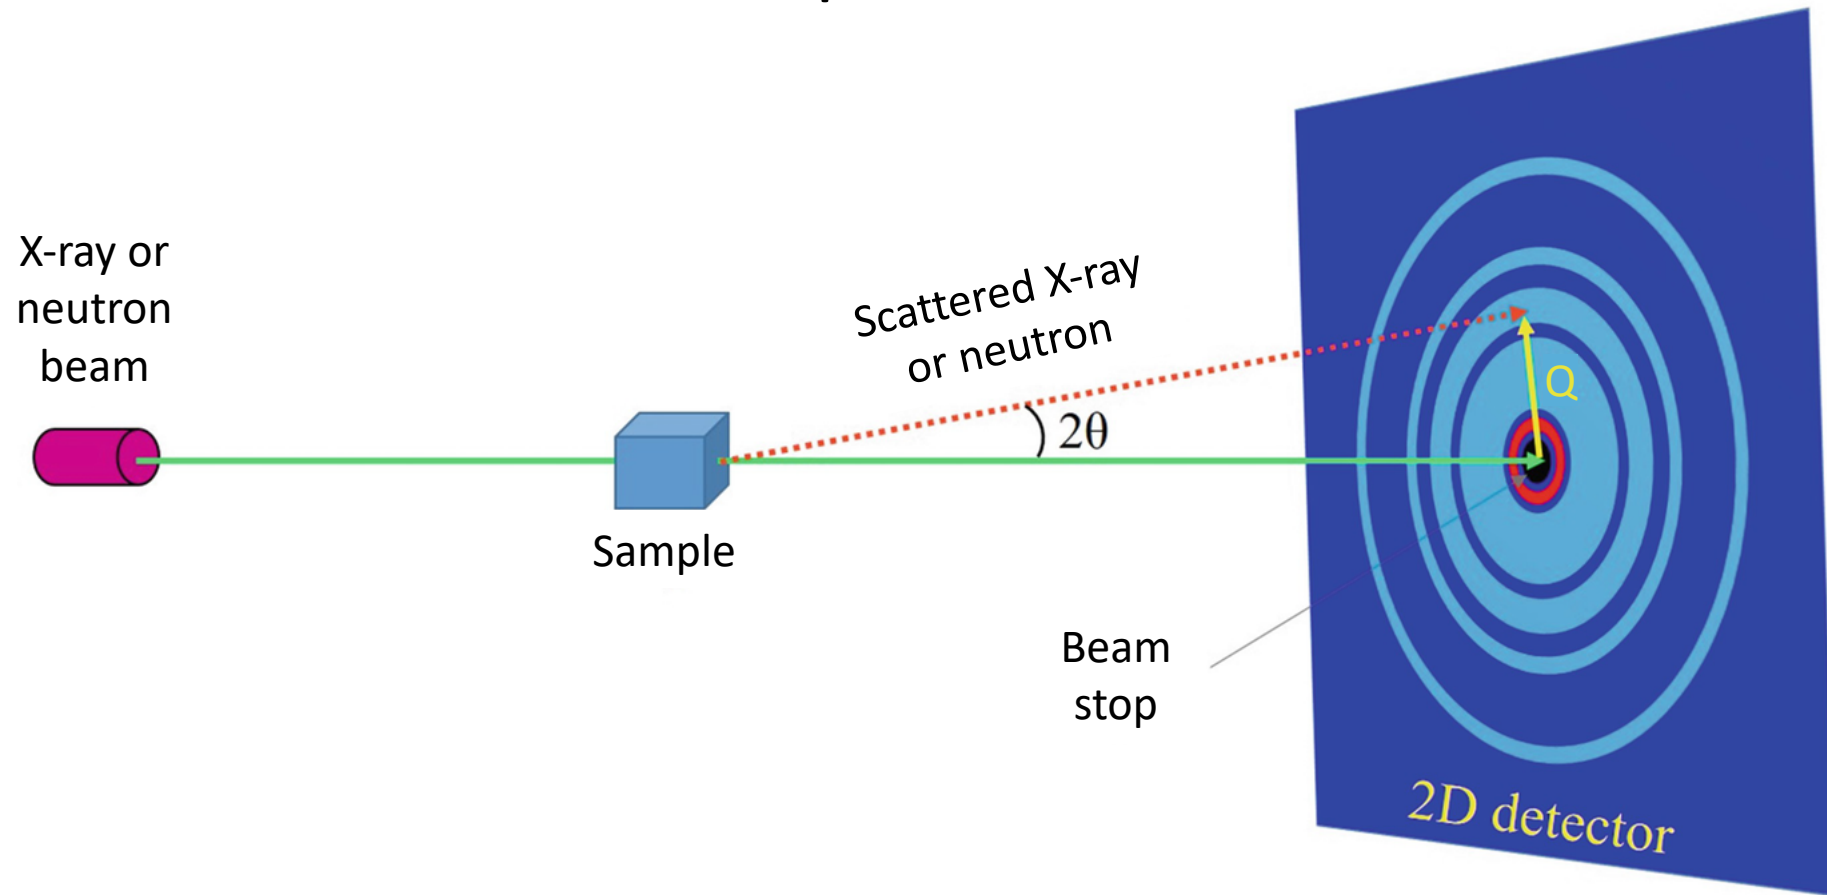 X-ray or
neutron
beam
Scattered X-ray
or neutron
2θ
Q
Sample
Beam
stop
2D detector